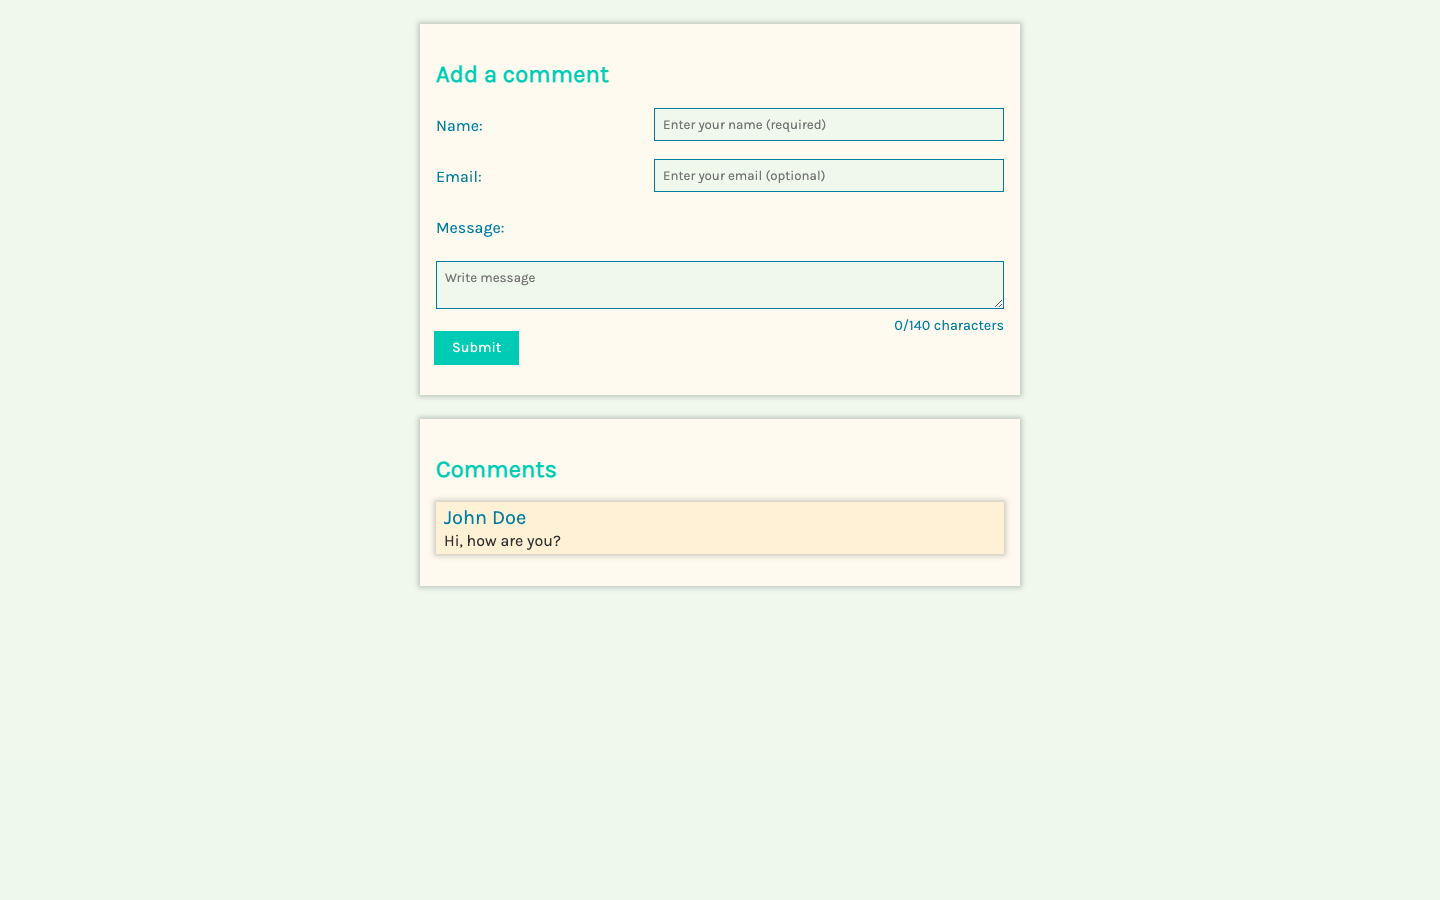 Add a comment
Name:
Enter your name (required)
Email:
Enter your email (optional)
Message:
Write message
0/140 characters
Submit
Comments
John Doe
Hi, how are you?